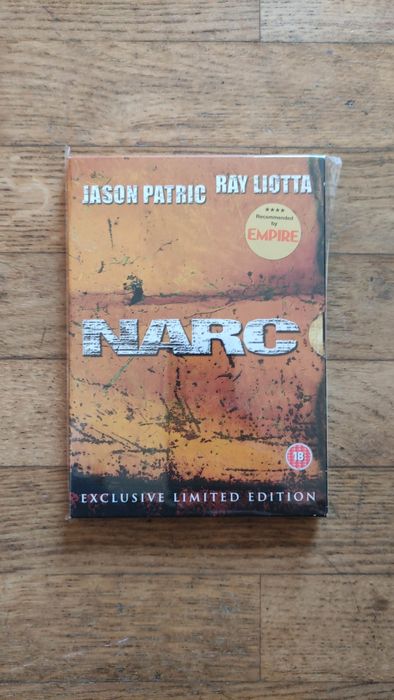 JASON PATRIC RAY LIOTTA
★★★★
Recommended
by
EMPIRE
NARC
18
EXCLUSIVE LIMITED EDITION